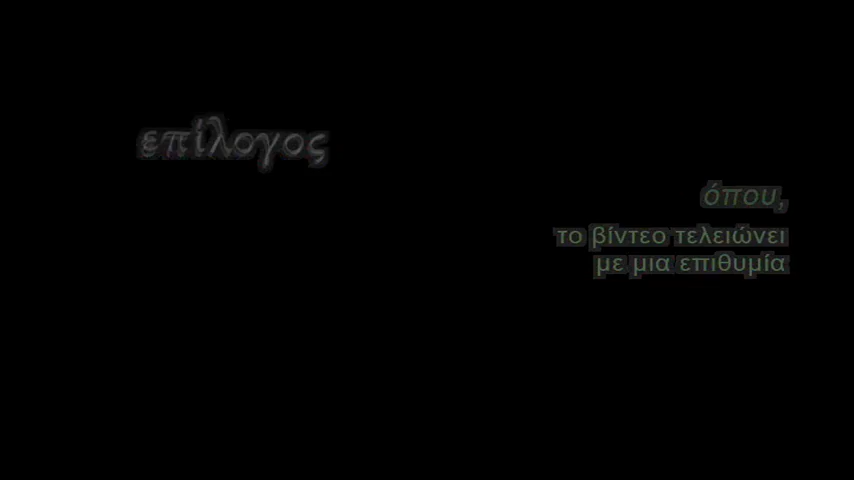 επίλογος
όπου,
το βίντεο τελειώνει
με μια επιθυμία